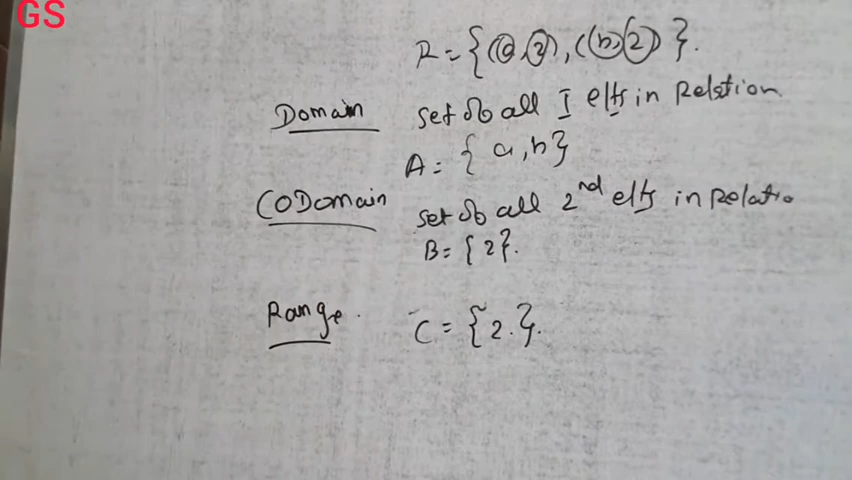 GS
R = {(a,2), (b,2)}.
Domain set of all I elts in Relation.
A = { a, b }
CODomain set of all 2nd elts in Relatio
B = { 2 }.
Range. C = { 2. }.